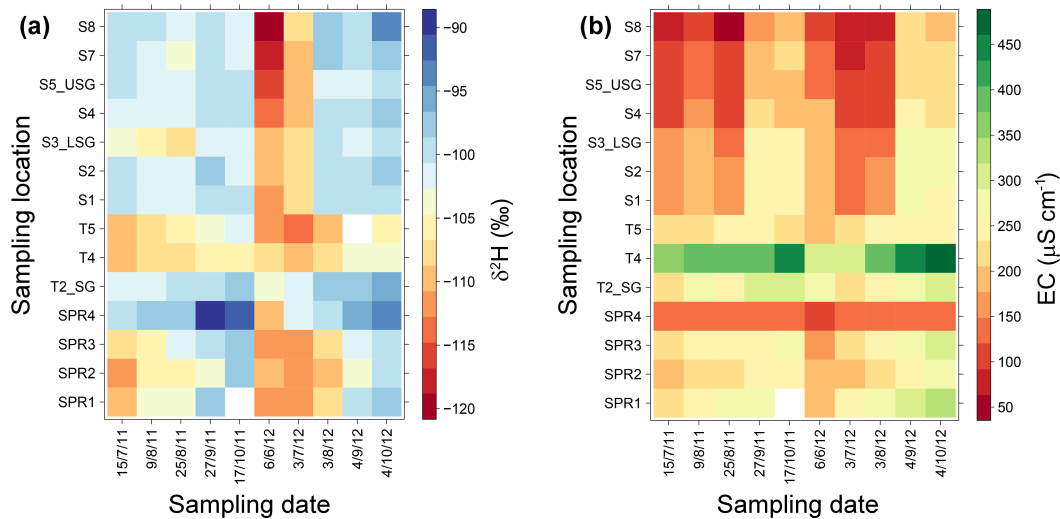 (a)
Sampling location
S8
S7
S5_USG
S4
S3_LSG
S2
S1
T5
T4
T2_SG
SPR4
SPR3
SPR2
SPR1
15/7/11
9/8/11
25/8/11
27/9/11
17/10/11
6/6/12
3/7/12
3/8/12
4/9/12
4/10/12
Sampling date
−90
−95
−100
−105
−110
−115
−120
δ²H (‰)
(b)
Sampling location
S8
S7
S5_USG
S4
S3_LSG
S2
S1
T5
T4
T2_SG
SPR4
SPR3
SPR2
SPR1
15/7/11
9/8/11
25/8/11
27/9/11
17/10/11
6/6/12
3/7/12
3/8/12
4/9/12
4/10/12
Sampling date
450
400
350
300
250
200
150
100
50
EC (μS cm⁻¹)